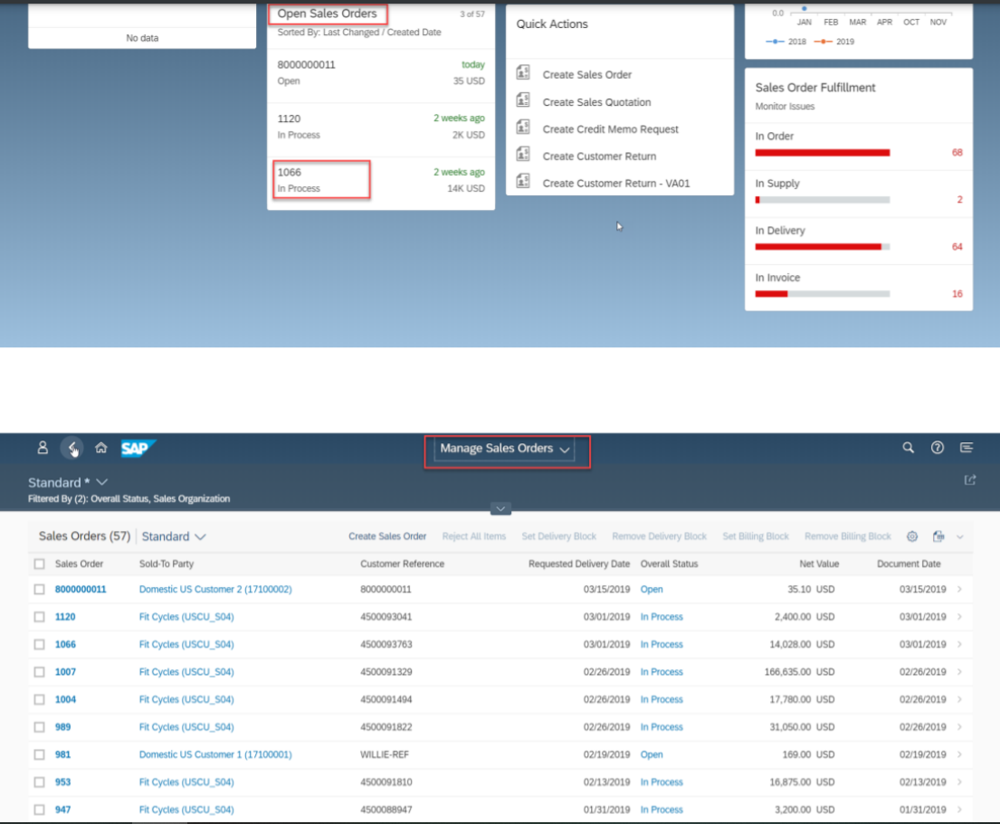 No data
Open Sales Orders 3 of 57
Sorted By: Last Changed / Created Date
8000000011 today
Open 35 USD
1120 2 weeks ago
In Process 2K USD
1066 2 weeks ago
In Process 14K USD
Quick Actions
Create Sales Order
Create Sales Quotation
Create Credit Memo Request
Create Customer Return
Create Customer Return - VA01
0.0
JAN FEB MAR APR OCT NOV
2018 2019
Sales Order Fulfillment
Monitor Issues
In Order
68
In Supply
2
In Delivery
64
In Invoice
16
SAP Manage Sales Orders
Standard *
Filtered By (2): Overall Status, Sales Organization
Sales Orders (57) Standard Create Sales Order Reject All Items Set Delivery Block Remove Delivery Block Set Billing Block Remove Billing Block
Sales Order Sold-To Party Customer Reference Requested Delivery Date Overall Status Net Value Document Date
8000000011 Domestic US Customer 2 (17100002) 8000000011 03/15/2019 Open 35.10 USD 03/15/2019
1120 Fit Cycles (USCU_S04) 4500093041 03/01/2019 In Process 2,400.00 USD 03/01/2019
1066 Fit Cycles (USCU_S04) 4500093763 03/01/2019 In Process 14,028.00 USD 03/01/2019
1007 Fit Cycles (USCU_S04) 4500091329 02/26/2019 In Process 166,635.00 USD 02/26/2019
1004 Fit Cycles (USCU_S04) 4500091494 02/26/2019 In Process 17,780.00 USD 02/26/2019
989 Fit Cycles (USCU_S04) 4500091822 02/26/2019 In Process 31,050.00 USD 02/26/2019
981 Domestic US Customer 1 (17100001) WILLIE-REF 02/19/2019 Open 169.00 USD 02/19/2019
953 Fit Cycles (USCU_S04) 4500091810 02/13/2019 In Process 16,875.00 USD 02/13/2019
947 Fit Cycles (USCU_S04) 4500088947 01/31/2019 In Process 3,200.00 USD 01/31/2019